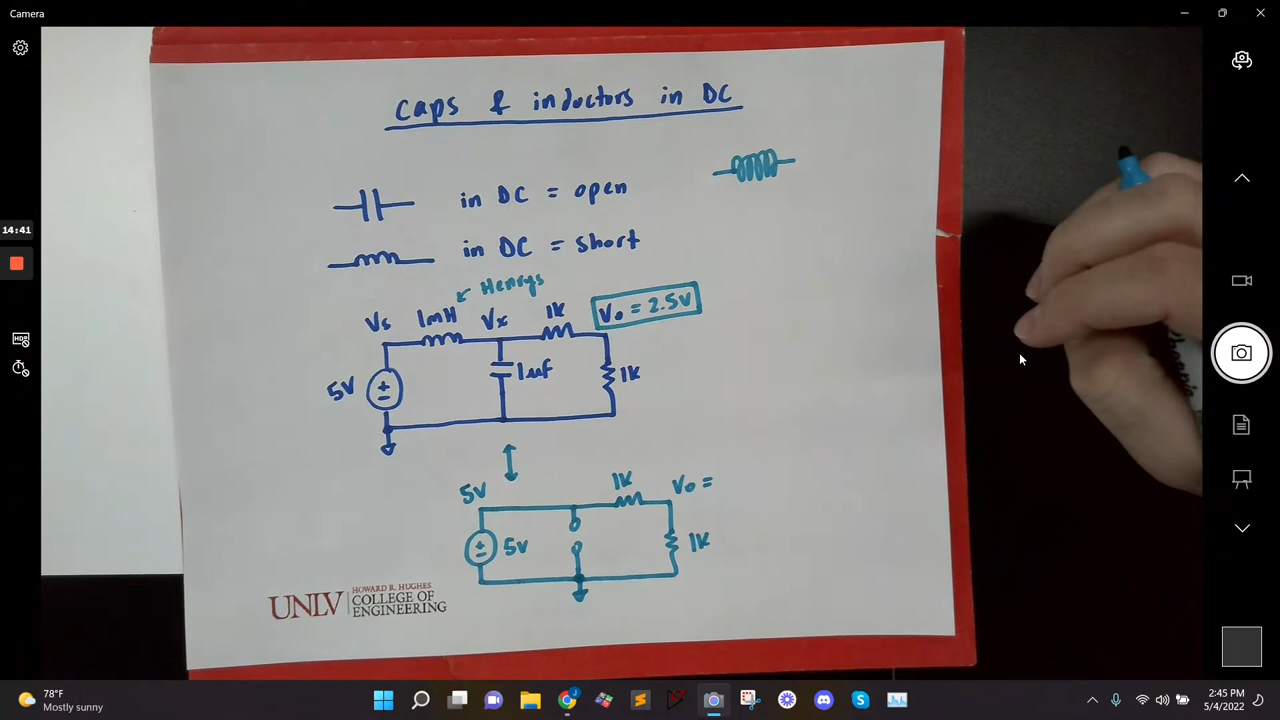 Camera
caps & inductors in DC
in DC = open
14:41
in DC = short
Henrys
Vs 1mH Vx 1k Vo = 2.5V
5V + - 1uf 1k
5V 1k Vo =
+ - 5V 1k
UNLV HOWARD R. HUGHES
COLLEGE OF
ENGINEERING
HDR
78°F
Mostly sunny
2:45 PM
5/4/2022